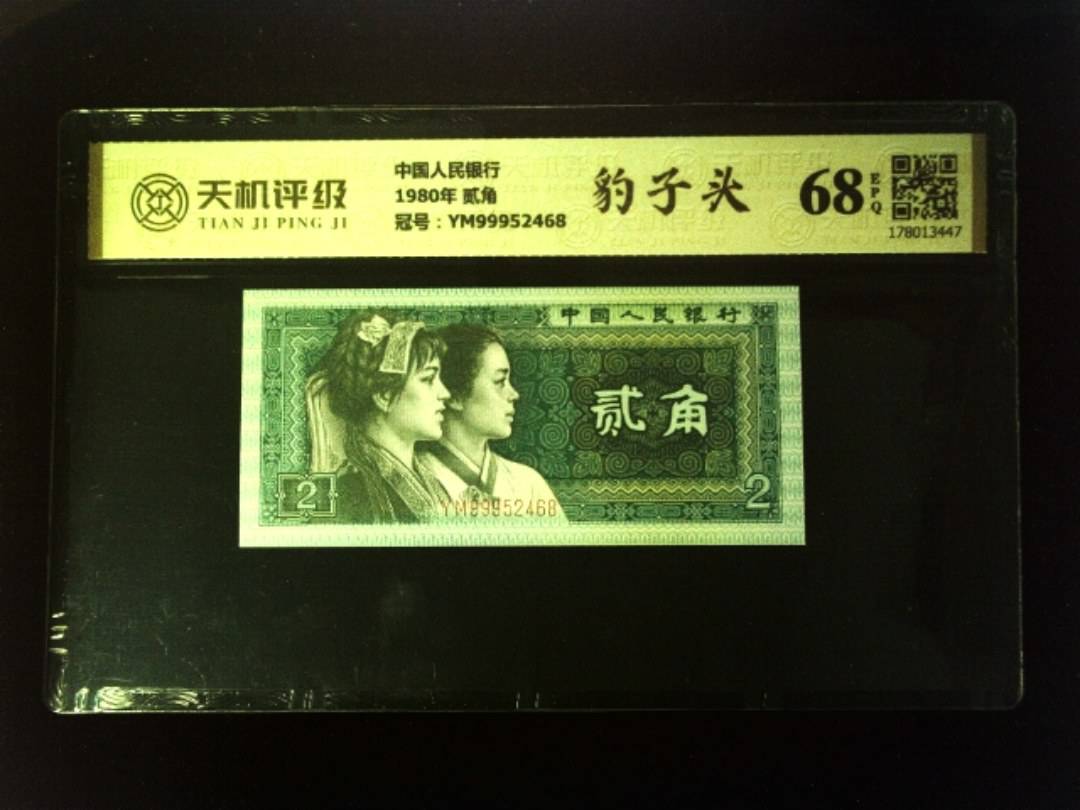 天机评级
TIAN JI PING JI
中国人民银行
1980年 贰角
冠号：YM99952468
豹子头
68
EPQ
178013447
中国人民银行
贰角
2
2
YM99952468